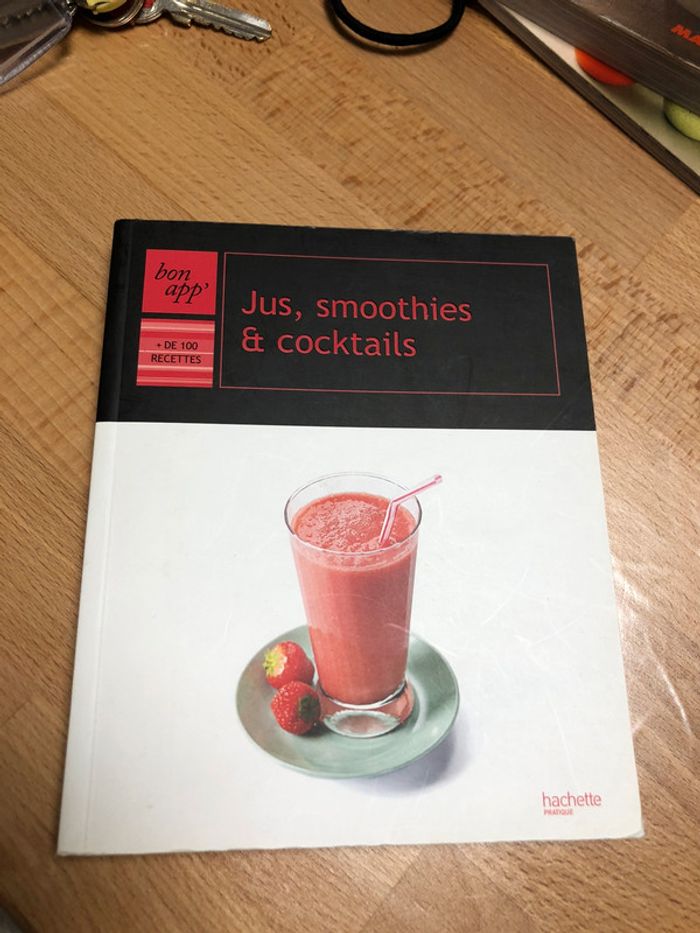 bon
app'
+ DE 100
RECETTES
Jus, smoothies
& cocktails
hachette
PRATIQUE